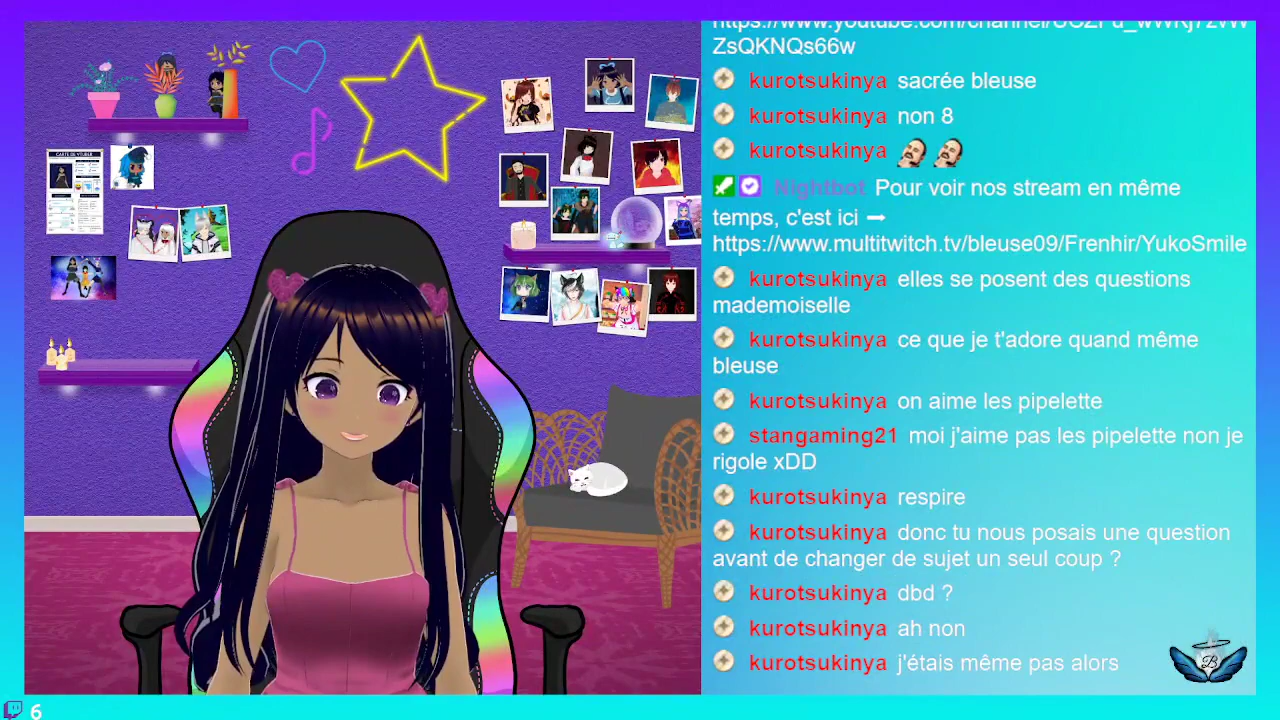 ZsQKNQs66w
kurotsukinya sacrée bleuse
kurotsukinya non 8
kurotsukinya
Nightbot Pour voir nos stream en même
temps, c'est ici ➞
https://www.multitwitch.tv/bleuse09/Frenhir/YukoSmile
kurotsukinya elles se posent des questions
mademoiselle
kurotsukinya ce que je t'adore quand même
bleuse
kurotsukinya on aime les pipelette
stangaming21 moi j'aime pas les pipelette non je
rigole xDD
kurotsukinya respire
kurotsukinya donc tu nous posais une question
avant de changer de sujet un seul coup ?
kurotsukinya dbd ?
kurotsukinya ah non
kurotsukinya j'étais même pas alors
B
6